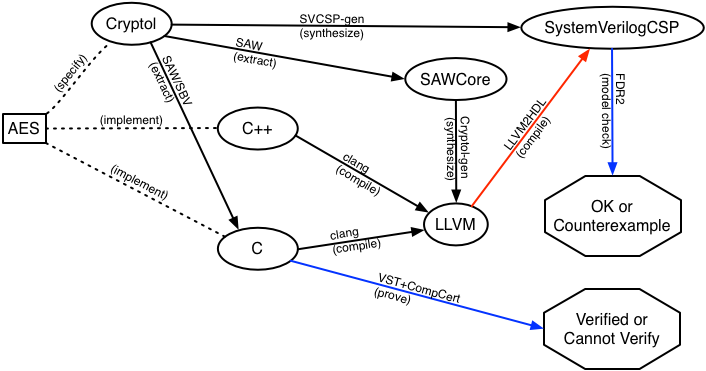 Cryptol
SVCSP-gen
(synthesize)
SystemVerilogCSP
SAW
(extract)
(specify)
SAW/SBV
(extract)
SAWCore
FDR2
(model check)
AES
(implement)
C++
LLVM2HDL
(compile)
Cryptol-gen
(synthesize)
clang
(compile)
(implement)
OK or
Counterexample
LLVM
C
clang
(compile)
VST+CompCert
(prove)
Verified or
Cannot Verify